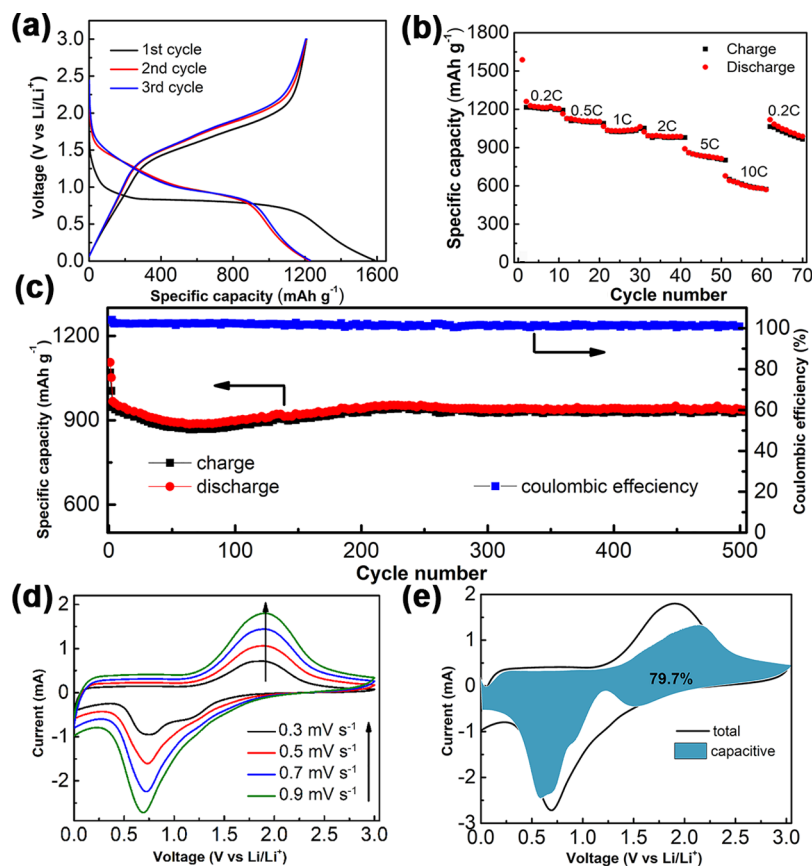 (a)
Voltage (V vs Li/Li⁺)
3.0
2.5
2.0
1.5
1.0
0.5
0.0
1st cycle
2nd cycle
3rd cycle
0 400 800 1200 1600
Specific capacity (mAh g⁻¹)
(b)
Specific capacity (mAh g⁻¹)
1800
1500
1200
900
600
300
Charge
Discharge
0.2C
0.5C
1C
2C
5C
10C
0.2C
0 10 20 30 40 50 60 70
Cycle number
(c)
Specific capacity (mAh g⁻¹)
1200
900
600
charge
discharge
coulombic effeciency
100
80
60
40
20
0
Coulombic efficiency (%)
0 100 200 300 400 500
Cycle number
(d)
Current (mA)
2
1
0
-1
-2
0.3 mV s⁻¹
0.5 mV s⁻¹
0.7 mV s⁻¹
0.9 mV s⁻¹
0.0 0.5 1.0 1.5 2.0 2.5 3.0
Voltage (V vs Li/Li⁺)
(e)
Current (mA)
2
1
0
-1
-2
-3
79.7%
total
capacitive
0.0 0.5 1.0 1.5 2.0 2.5 3.0
Voltage (V vs Li/Li⁺)